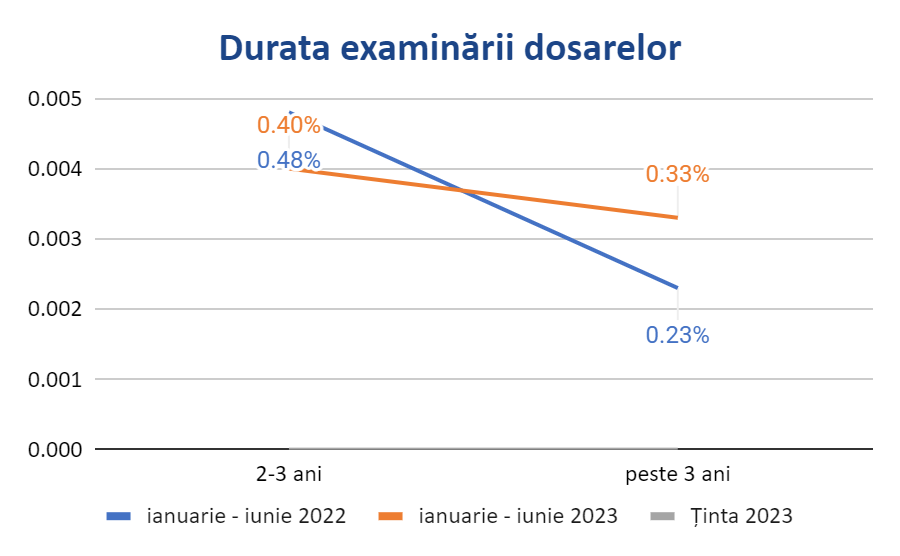 Durata examinării dosarelor
0.005
0.40%
0.48%
0.004
0.33%
0.003
0.002
0.23%
0.001
0.000
2-3 ani
peste 3 ani
ianuarie - iunie 2022
ianuarie - iunie 2023
Ținta 2023